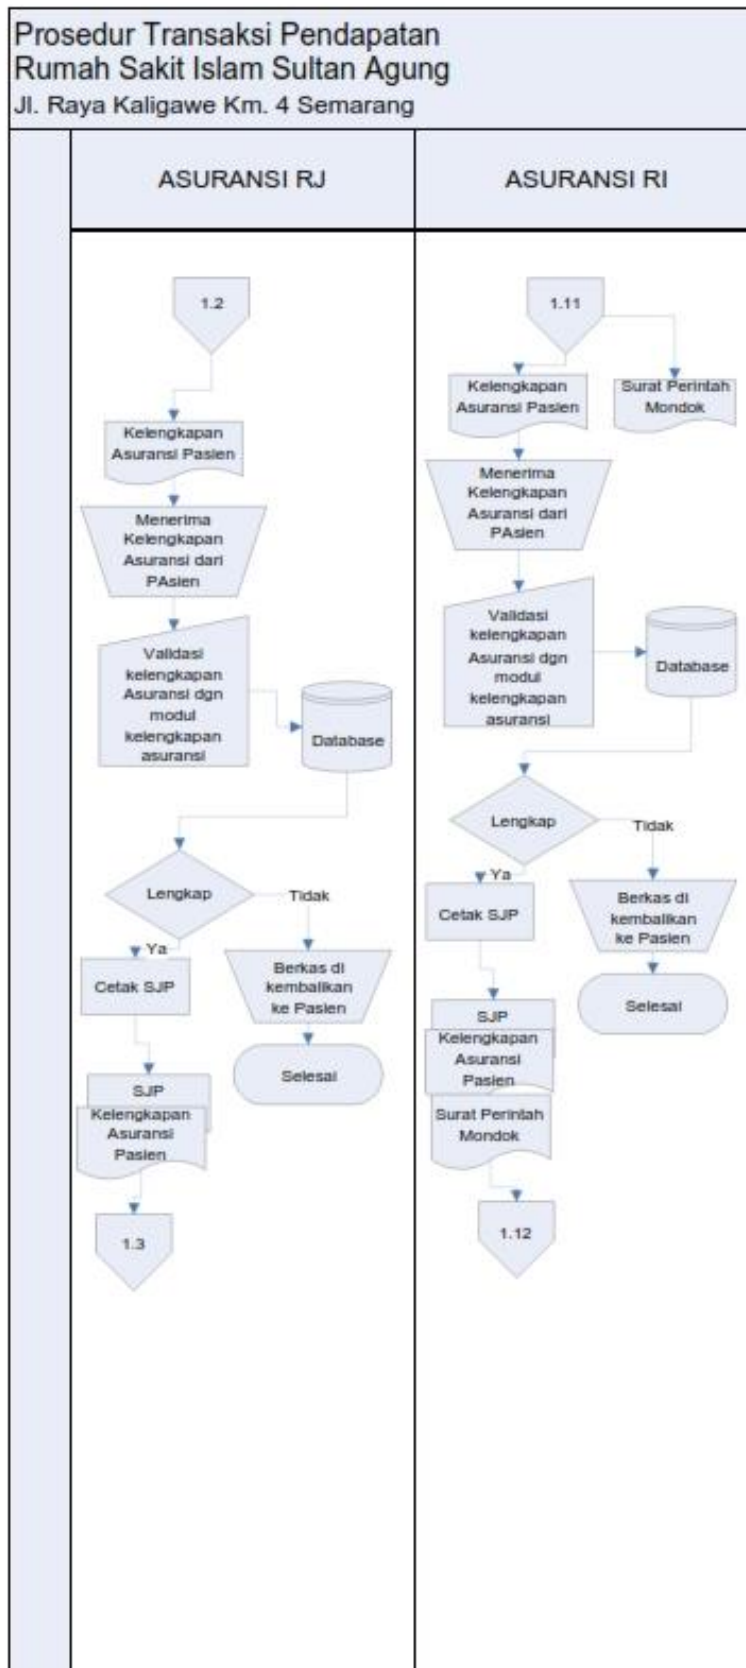 Prosedur Transaksi Pendapatan
Rumah Sakit Islam Sultan Agung
Jl. Raya Kaligawe Km. 4 Semarang
ASURANSI RJ
ASURANSI RI
1.2
Kelengkapan
Asuransi Pasien
Menerima
Kelengkapan
Asuransi dari
PAsien
Validasi
kelengkapan
Asuransi dgn
modul
kelengkapan
asuransi
Database
Lengkap
Tidak
Ya
Cetak SJP
Berkas di
kembalikan
ke Pasien
Selesai
SJP
Kelengkapan
Asuransi
Pasien
1.3
1.11
Kelengkapan
Asuransi Pasien
Surat Perintah
Mondok
Menerima
Kelengkapan
Asuransi dari
PAsien
Validasi
kelengkapan
Asuransi dgn
modul
kelengkapan
asuransi
Database
Lengkap
Tidak
Ya
Cetak SJP
Berkas di
kembalikan
ke Pasien
Selesai
SJP
Kelengkapan
Asuransi
Pasien
Surat Perintah
Mondok
1.12